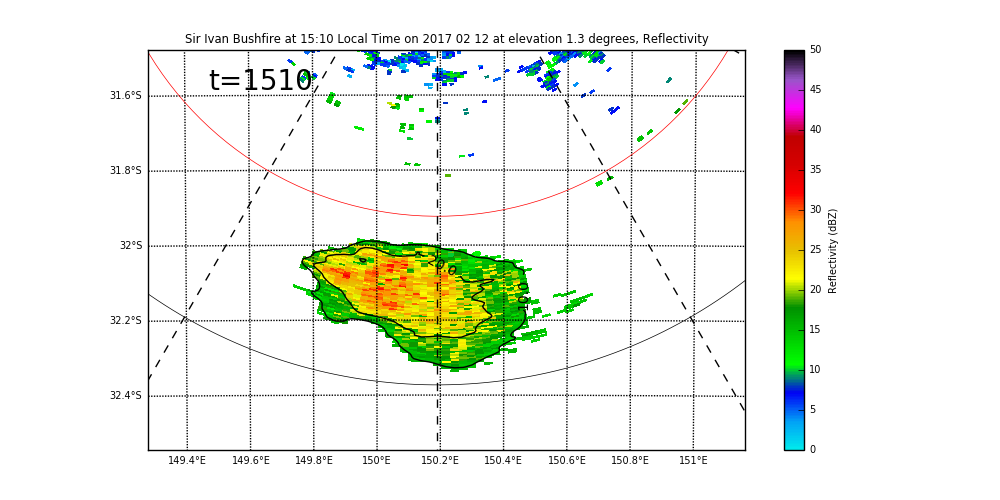 Sir Ivan Bushfire at 15:10 Local Time on 2017 02 12 at elevation 1.3 degrees, Reflectivity
t=1510
31.6°S
31.8°S
32°S
32.2°S
32.4°S
149.4°E 149.6°E 149.8°E 150°E 150.2°E 150.4°E 150.6°E 150.8°E 151°E
50
45
40
35
30
25
20
15
10
5
0
Reflectivity (dBZ)